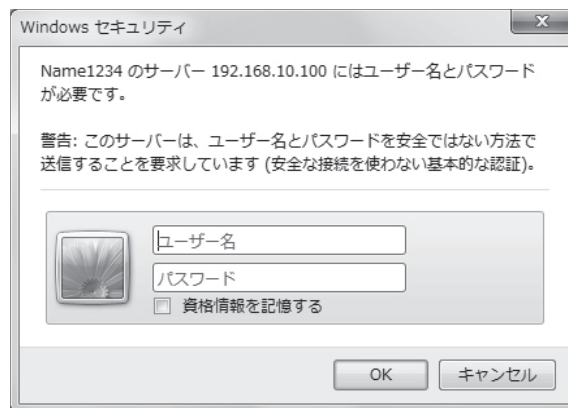 Windows セキュリティ
Name1234 のサーバー 192.168.10.100 にはユーザー名とパスワード
が必要です。
警告: このサーバーは、ユーザー名とパスワードを安全ではない方法で
送信することを要求しています (安全な接続を使わない基本的な認証)。
ユーザー名
パスワード
資格情報を記憶する
OK
キャンセル